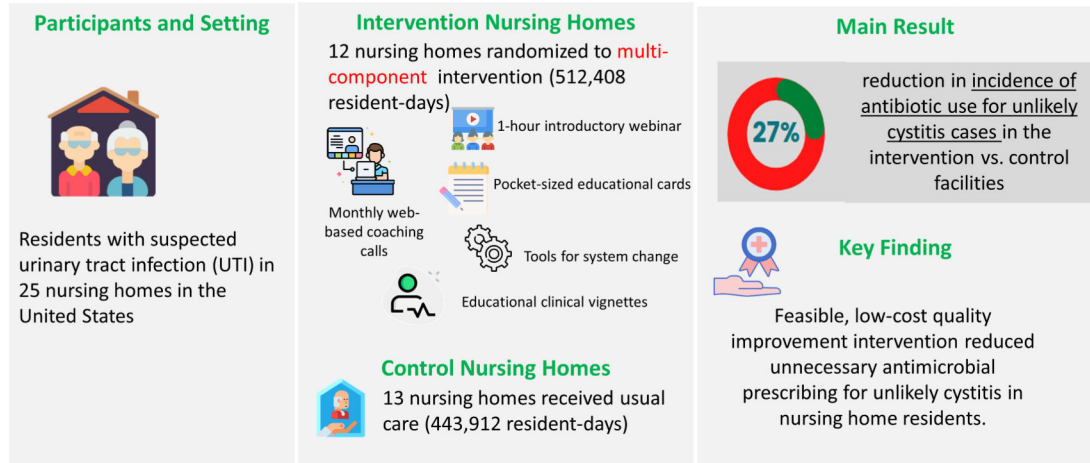 Participants and Setting
Residents with suspected
urinary tract infection (UTI) in
25 nursing homes in the
United States
Intervention Nursing Homes
12 nursing homes randomized to multi-
component intervention (512,408
resident-days)
1-hour introductory webinar
Pocket-sized educational cards
Monthly web-
based coaching
calls
Tools for system change
Educational clinical vignettes
Control Nursing Homes
13 nursing homes received usual
care (443,912 resident-days)
Main Result
27%
reduction in incidence of
antibiotic use for unlikely
cystitis cases in the
intervention vs. control
facilities
Key Finding
Feasible, low-cost quality
improvement intervention reduced
unnecessary antimicrobial
prescribing for unlikely cystitis in
nursing home residents.